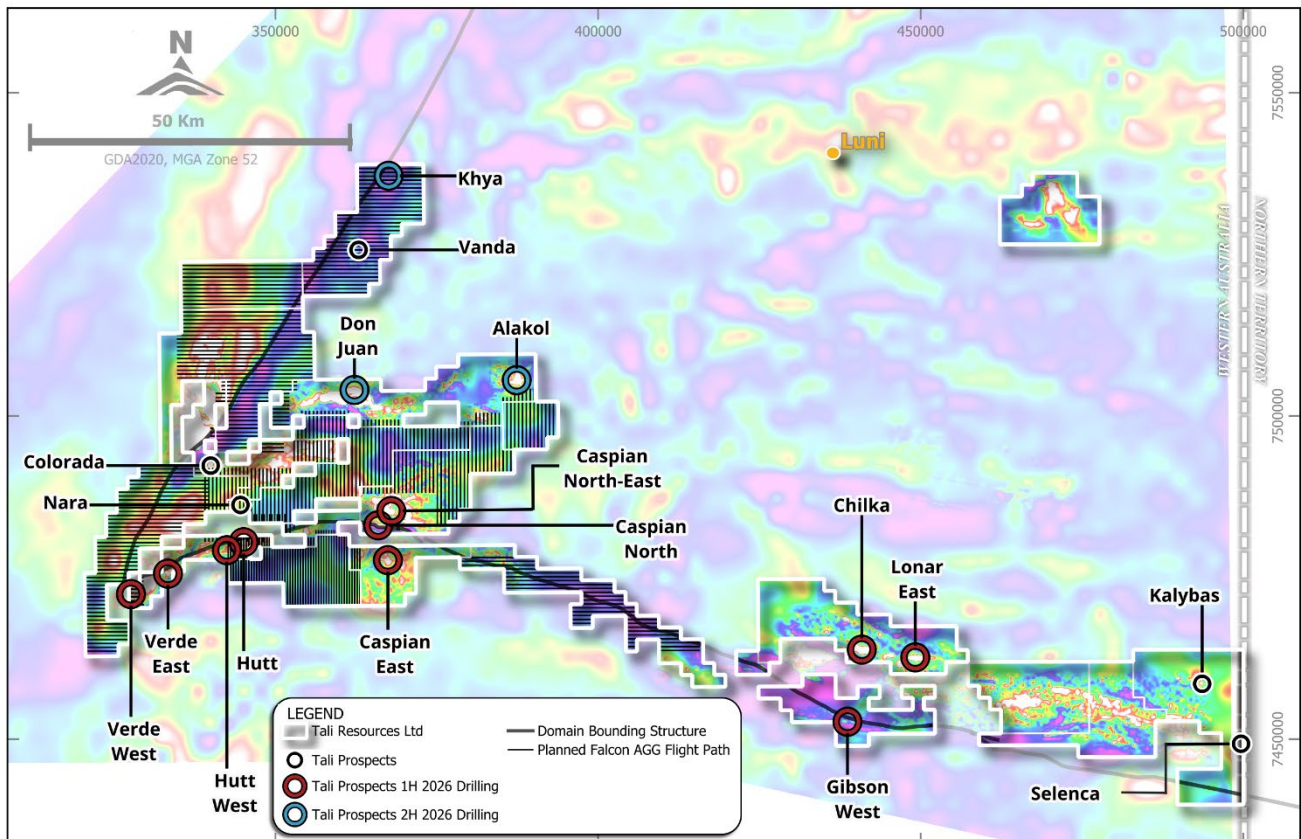 350000
400000
450000
500000
N
50 Km
GDA2020, MGA Zone 52
7550000
Luni
Khya
Vanda
WESTERN AUSTRALIA
NORTHERN TERRITORY
Don
Juan
Alakol
7500000
Colorada
Nara
Caspian
North-East
Caspian
North
Chilka
Lonar
East
Kalybas
Verde
East
Hutt
Caspian
East
Verde
West
Hutt
West
Gibson
West
Selenca
7450000
LEGEND
Tali Resources Ltd
Tali Prospects
Tali Prospects 1H 2026 Drilling
Tali Prospects 2H 2026 Drilling
Domain Bounding Structure
Planned Falcon AGG Flight Path